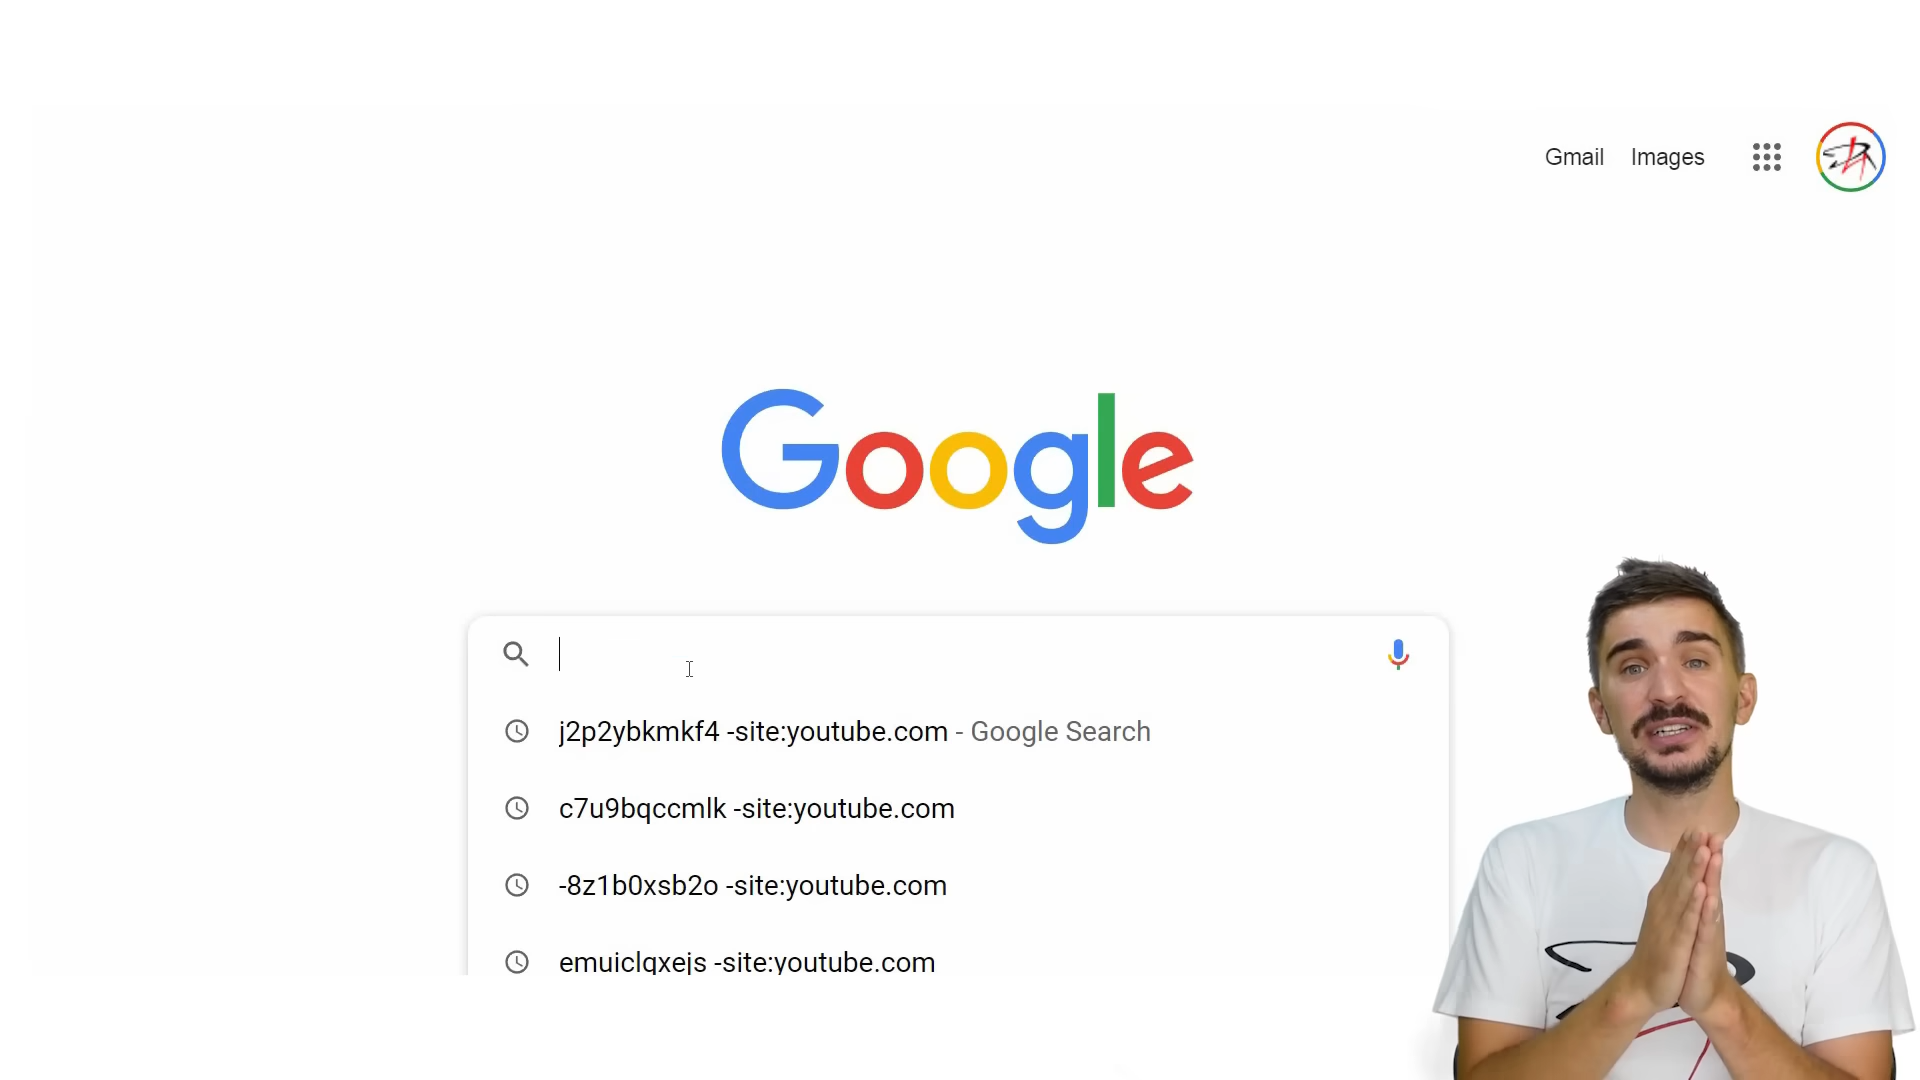 Gmail Images
Google
j2p2ybkmkf4 -site:youtube.com - Google Search
c7u9bqccmlk -site:youtube.com
-8z1b0xsb2o -site:youtube.com
emuiclqxejs -site:youtube.com